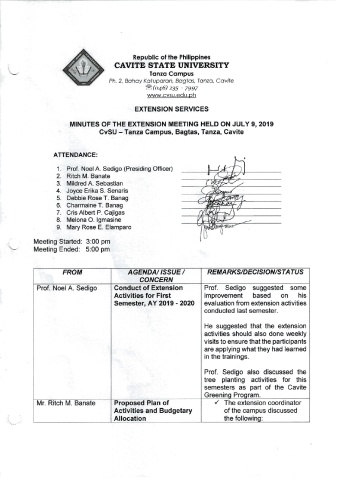 Republic of the Philippines
CAVITE STATE UNIVERSITY
Tanza Campus
Ph. 2, Bahay Katuparan, Bagtas, Tanza, Cavite
☎(046) 235 - 7997
www.cvsu.edu.ph
EXTENSION SERVICES
MINUTES OF THE EXTENSION MEETING HELD ON JULY 9, 2019
CvSU – Tanza Campus, Bagtas, Tanza, Cavite
ATTENDANCE:
1. Prof. Noel A. Sedigo (Presiding Officer)
2. Ritch M. Banate
3. Mildred A. Sebastian
4. Joyce Erika S. Senaris
5. Debbie Rose T. Banag
6. Charmaine T. Banag
7. Cris Albert P. Cajigas
8. Melona O. Igmasine
9. Mary Rose E. Elamparo
Meeting Started: 3:00 pm
Meeting Ended: 5:00 pm
FROM AGENDA/ ISSUE / CONCERN REMARKS/DECISION/STATUS
Prof. Noel A. Sedigo
Conduct of Extension
Activities for First
Semester, AY 2019 - 2020
Prof. Sedigo suggested some
improvement based on his
evaluation from extension activities
conducted last semester.
He suggested that the extension
activities should also done weekly
visits to ensure that the participants
are applying what they had learned
in the trainings.
Prof. Sedigo also discussed the
tree planting activities for this
semesters as part of the Cavite
Greening Program.
Mr. Ritch M. Banate
Proposed Plan of
Activities and Budgetary
Allocation
✓ The extension coordinator
of the campus discussed
the following: